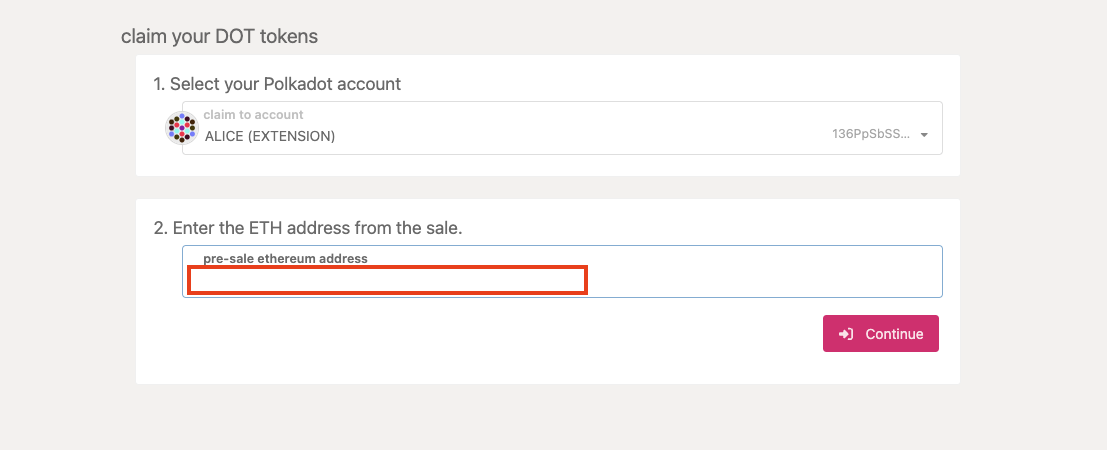 claim your DOT tokens
1. Select your Polkadot account
claim to account
ALICE (EXTENSION)
136PpSbSS...
2. Enter the ETH address from the sale.
pre-sale ethereum address
Continue